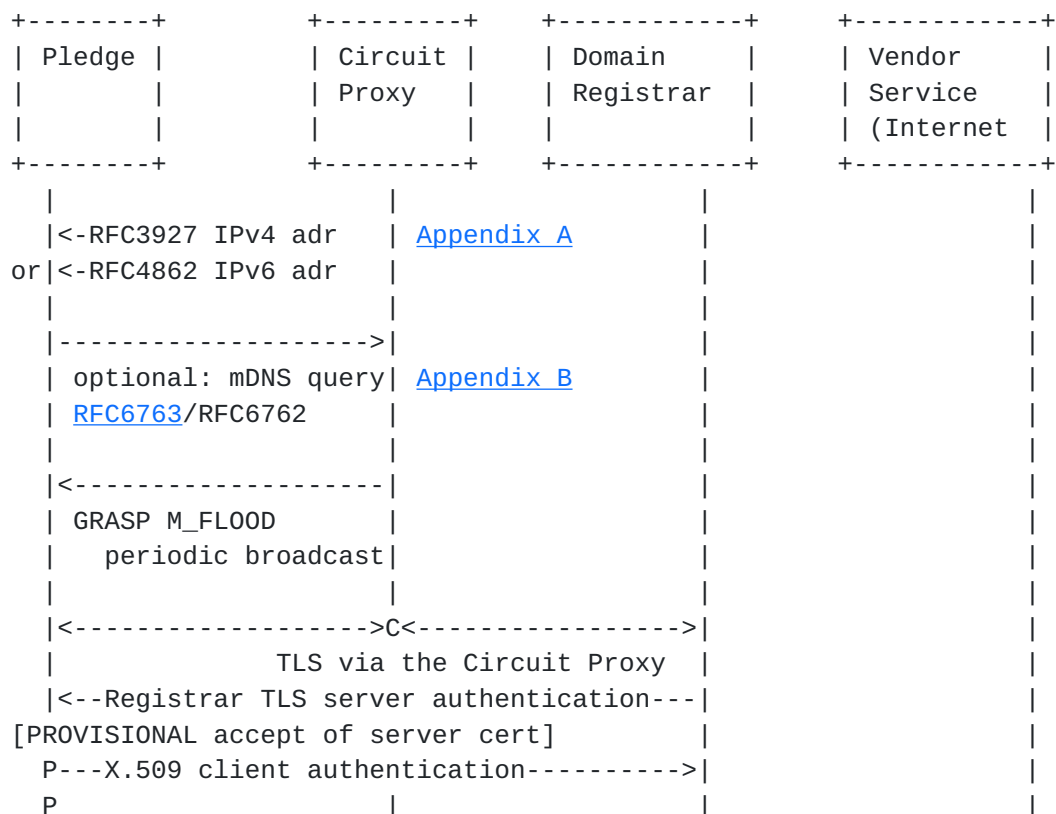 +--------+         +---------+    +------------+     +------------+
| Pledge |         | Circuit |    | Domain     |     | Vendor     |
|        |         | Proxy   |    | Registrar  |     | Service    |
|        |         |         |    |            |     | (Internet  |
+--------+         +---------+    +------------+     +------------+
  |                     |                   |                    |
  |<-RFC3927 IPv4 adr   | Appendix A        |                    |
or|<-RFC4862 IPv6 adr   |                   |                    |
  |                     |                   |                    |
  |-------------------->|                   |                    |
  | optional: mDNS query| Appendix B        |                    |
  | RFC6763/RFC6762     |                   |                    |
  |                     |                   |                    |
  |<--------------------|                   |                    |
  | GRASP M_FLOOD       |                   |                    |
  |   periodic broadcast|                   |                    |
  |                     |                   |                    |
  |<------------------->C<----------------->|                    |
  |              TLS via the Circuit Proxy  |                    |
  |<--Registrar TLS server authentication---|                    |
[PROVISIONAL accept of server cert]         |                    |
  P---X.509 client authentication---------->|                    |
  P                     |                   |                    |